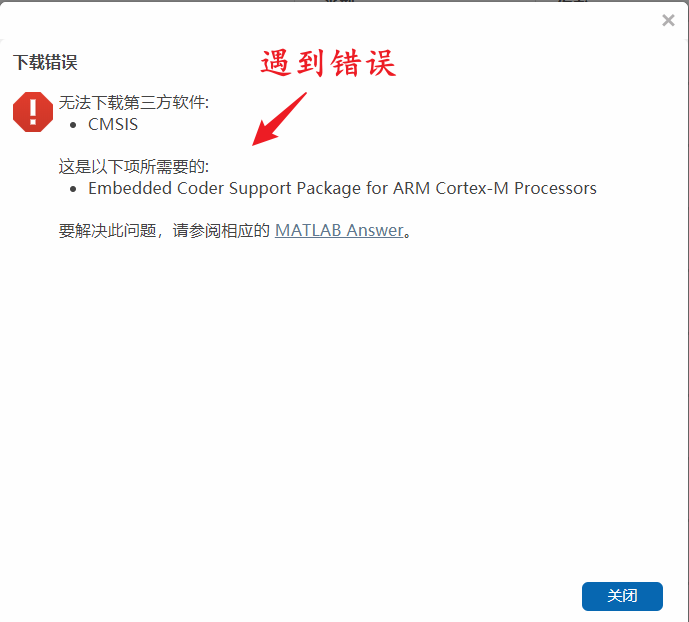 下载错误
遇到错误
无法下载第三方软件:
• CMSIS
这是以下项所需要的:
• Embedded Coder Support Package for ARM Cortex-M Processors
要解决此问题，请参阅相应的 MATLAB Answer。
关闭